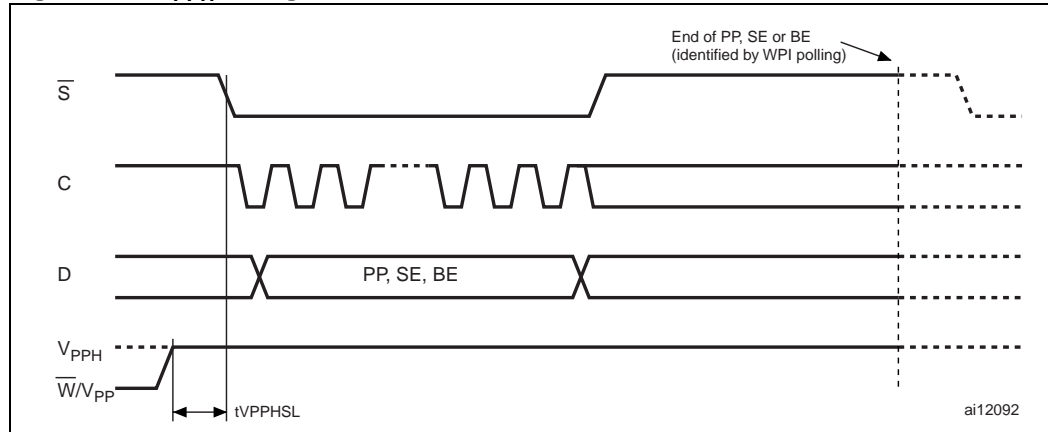 End of PP, SE or BE
(identified by WPI polling)
S̅
C
D
PP, SE, BE
VPPH
W̅/VPP
tVPPHSL
ai12092